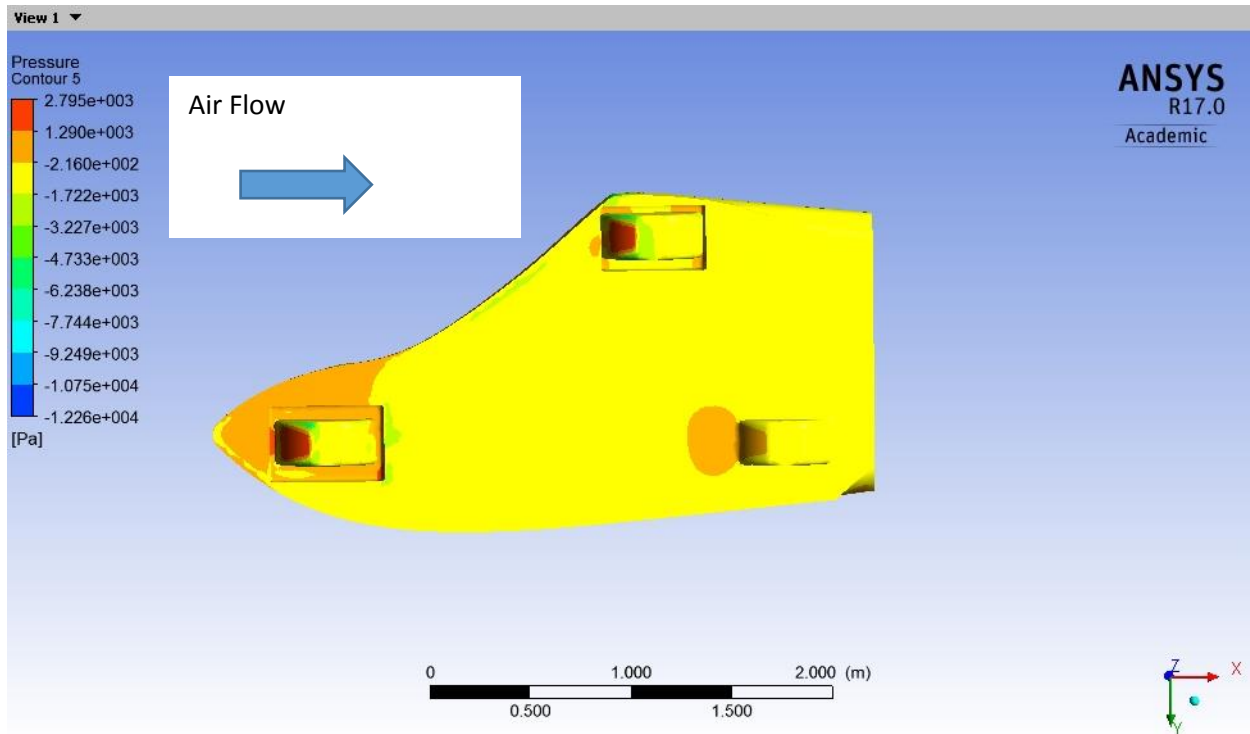 View 1
Pressure
Contour 5
2.795e+003
1.290e+003
-2.160e+002
-1.722e+003
-3.227e+003
-4.733e+003
-6.238e+003
-7.744e+003
-9.249e+003
-1.075e+004
-1.226e+004
[Pa]
Air Flow
ANSYS
R17.0
Academic
0 1.000 2.000 (m)
0.500 1.500
Z
X
Y